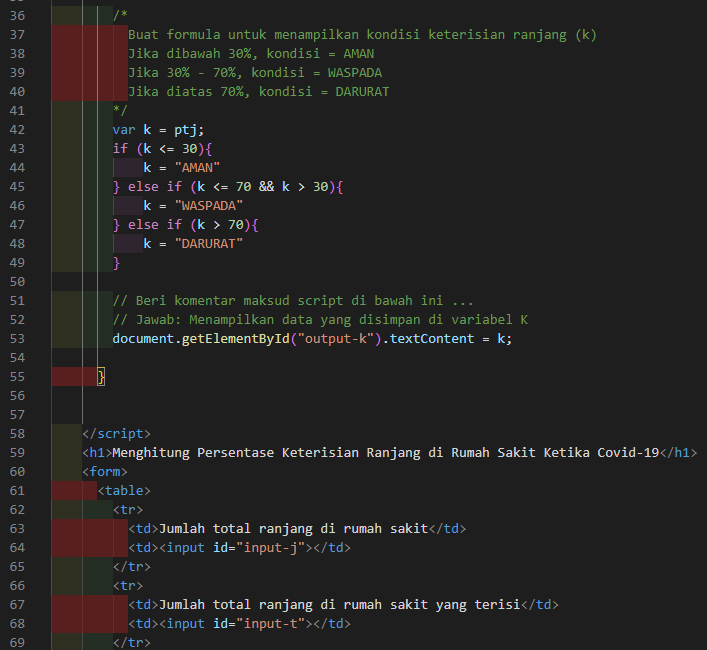 36 /*
37 Buat formula untuk menampilkan kondisi keterisian ranjang (k)
38 Jika dibawah 30%, kondisi = AMAN
39 Jika 30% - 70%, kondisi = WASPADA
40 Jika diatas 70%, kondisi = DARURAT
41 */
42 var k = ptj;
43 if (k <= 30){
44 k = "AMAN"
45 } else if (k <= 70 && k > 30){
46 k = "WASPADA"
47 } else if (k > 70){
48 k = "DARURAT"
49 }
50
51 // Beri komentar maksud script di bawah ini ...
52 // Jawab: Menampilkan data yang disimpan di variabel K
53 document.getElementById("output-k").textContent = k;
54
55 }
56
57
58 </script>
59 <h1>Menghitung Persentase Keterisian Ranjang di Rumah Sakit Ketika Covid-19</h1>
60 <form>
61 <table>
62 <tr>
63 <td>Jumlah total ranjang di rumah sakit</td>
64 <td><input id="input-j"></td>
65 </tr>
66 <tr>
67 <td>Jumlah total ranjang di rumah sakit yang terisi</td>
68 <td><input id="input-t"></td>
69 </tr>